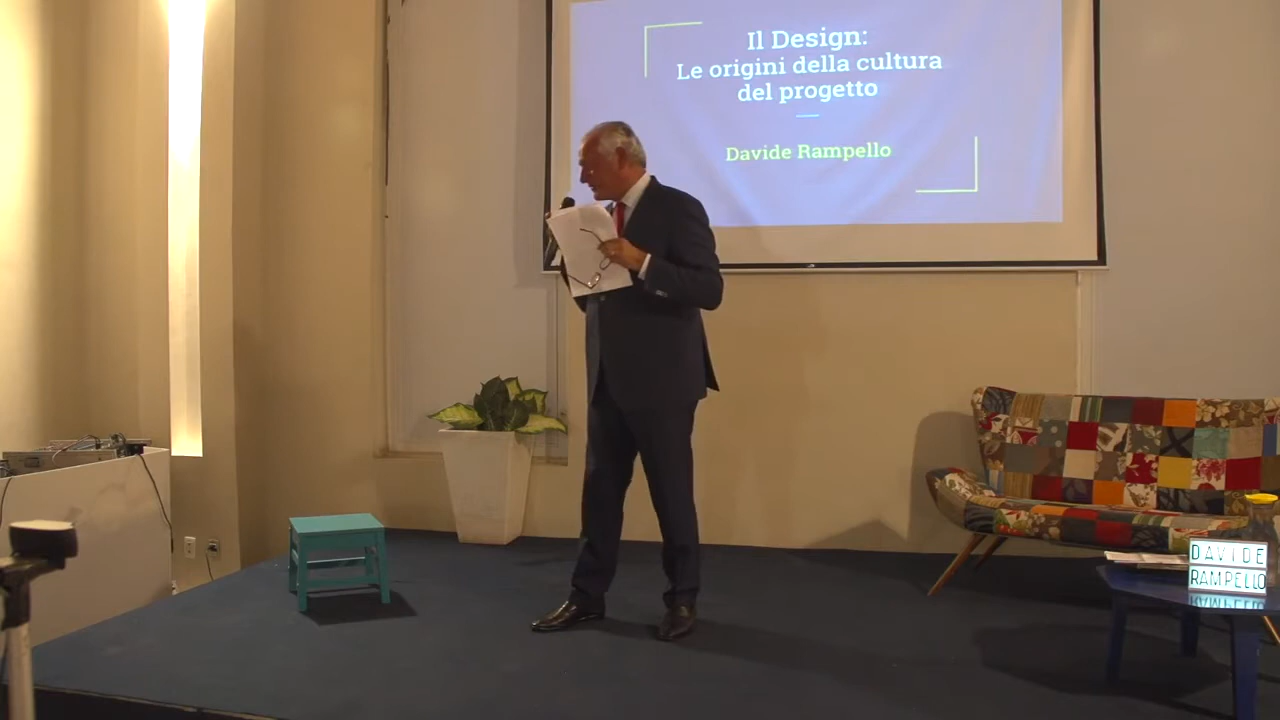 Il Design:
Le origini della cultura
del progetto
Davide Rampello
DAVIDE
RAMPELLO